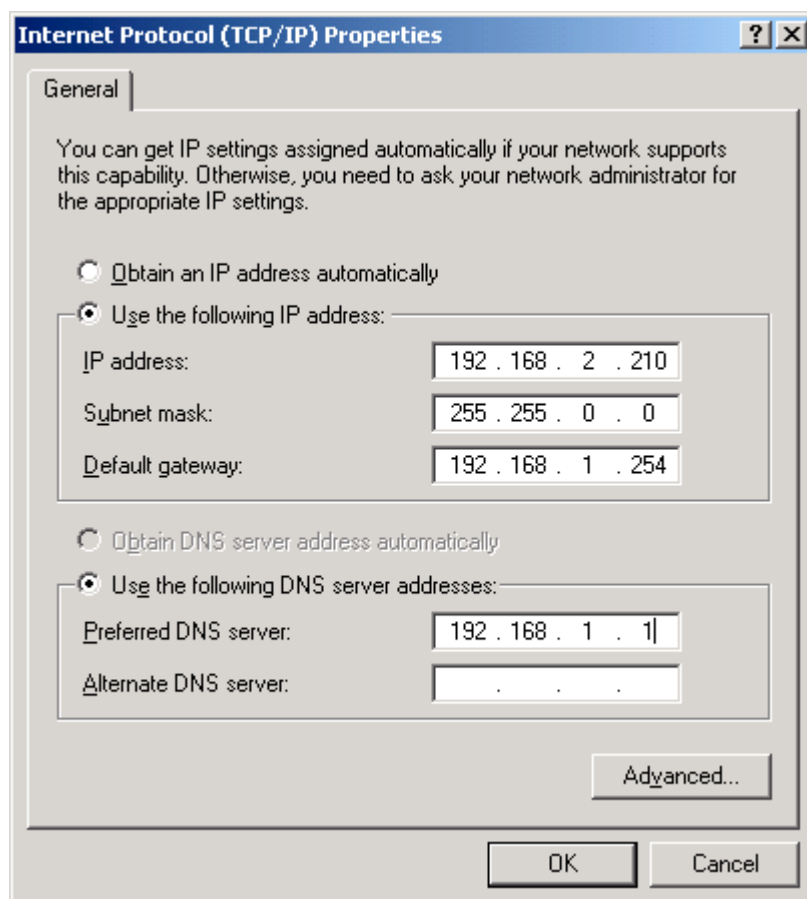 Internet Protocol (TCP/IP) Properties
General
You can get IP settings assigned automatically if your network supports
this capability. Otherwise, you need to ask your network administrator for
the appropriate IP settings.
Obtain an IP address automatically
Use the following IP address:
IP address: 192 . 168 . 2 . 210
Subnet mask: 255 . 255 . 0 . 0
Default gateway: 192 . 168 . 1 . 254
Obtain DNS server address automatically
Use the following DNS server addresses:
Preferred DNS server: 192 . 168 . 1 . 1
Alternate DNS server: . . .
Advanced...
OK Cancel